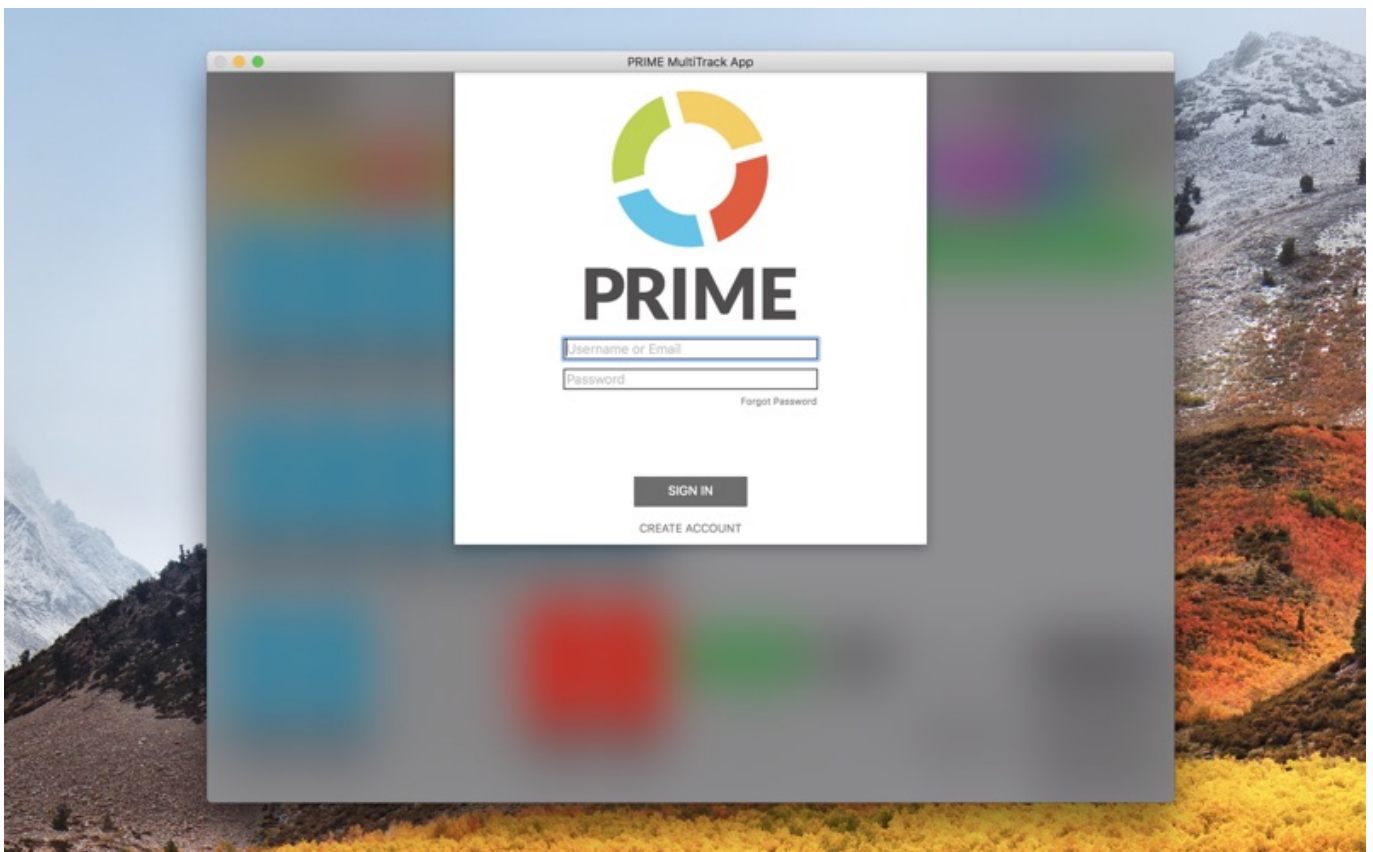 PRIME MultiTrack App
PRIME
Username or Email
Password
Forgot Password
SIGN IN
CREATE ACCOUNT